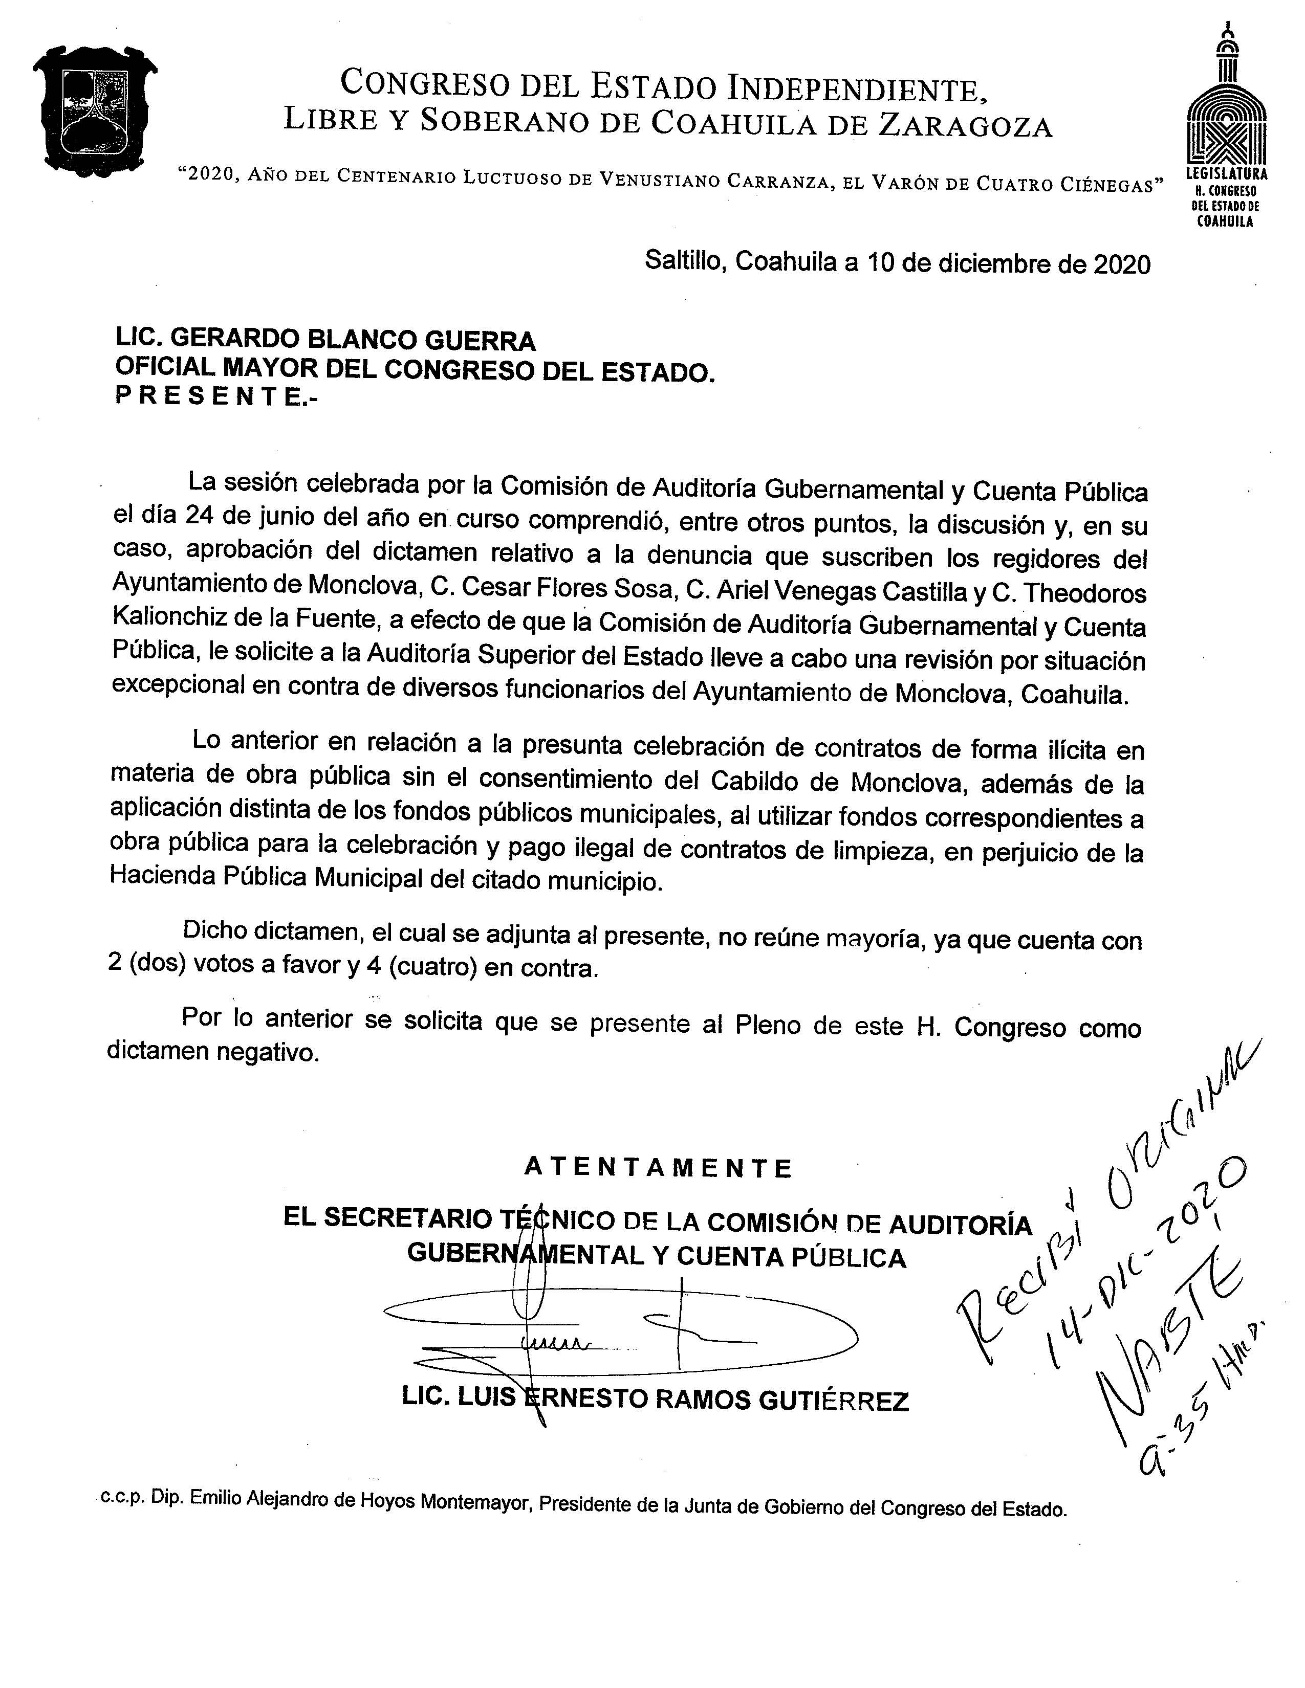 CONGRESO DEL ESTADO INDEPENDIENTE,
LIBRE Y SOBERANO DE COAHUILA DE ZARAGOZA
“2020, AÑO DEL CENTENARIO LUCTUOSO DE VENUSTIANO CARRANZA, EL VARÓN DE CUATRO CIÉNEGAS”
LXI
LEGISLATURA
H. CONGRESO
DEL ESTADO DE
COAHUILA
Saltillo, Coahuila a 10 de diciembre de 2020
LIC. GERARDO BLANCO GUERRA
OFICIAL MAYOR DEL CONGRESO DEL ESTADO.
P R E S E N T E.-
La sesión celebrada por la Comisión de Auditoría Gubernamental y Cuenta Pública
el día 24 de junio del año en curso comprendió, entre otros puntos, la discusión y, en su
caso, aprobación del dictamen relativo a la denuncia que suscriben los regidores del
Ayuntamiento de Monclova, C. Cesar Flores Sosa, C. Ariel Venegas Castilla y C. Theodoros
Kalionchiz de la Fuente, a efecto de que la Comisión de Auditoría Gubernamental y Cuenta
Pública, le solicite a la Auditoría Superior del Estado lleve a cabo una revisión por situación
excepcional en contra de diversos funcionarios del Ayuntamiento de Monclova, Coahuila.
Lo anterior en relación a la presunta celebración de contratos de forma ilícita en
materia de obra pública sin el consentimiento del Cabildo de Monclova, además de la
aplicación distinta de los fondos públicos municipales, al utilizar fondos correspondientes a
obra pública para la celebración y pago ilegal de contratos de limpieza, en perjuicio de la
Hacienda Pública Municipal del citado municipio.
Dicho dictamen, el cual se adjunta al presente, no reúne mayoría, ya que cuenta con
2 (dos) votos a favor y 4 (cuatro) en contra.
Por lo anterior se solicita que se presente al Pleno de este H. Congreso como
dictamen negativo.
A T E N T A M E N T E
EL SECRETARIO TÉCNICO DE LA COMISIÓN DE AUDITORÍA
GUBERNAMENTAL Y CUENTA PÚBLICA
LIC. LUIS ERNESTO RAMOS GUTIÉRREZ
RECIBÍ ORIGINAL
14-DIC-2020
9:35 Hrs.
c.c.p. Dip. Emilio Alejandro de Hoyos Montemayor, Presidente de la Junta de Gobierno del Congreso del Estado.